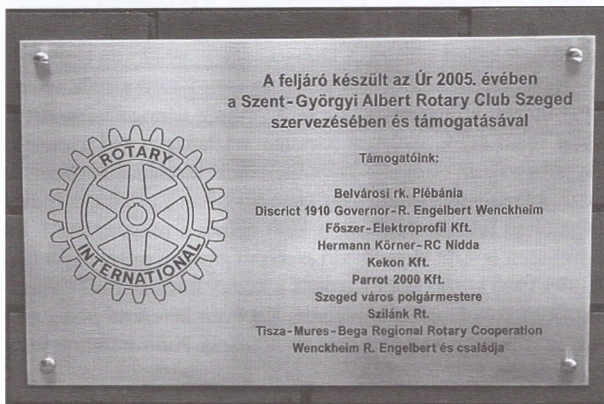 ROTARY
INTERNATIONAL
A feljáró készült az Úr 2005. évében
a Szent-Györgyi Albert Rotary Club Szeged
szervezésében és támogatásával
Támogatóink:
Belvárosi rk. Plébánia
Discrict 1910 Governor-R. Engelbert Wenckheim
Főszer-Elektroprofil Kft.
Hermann Körner-RC Nidda
Kekon Kft.
Parrot 2000 Kft.
Szeged város polgármestere
Szilánk Rt.
Tisza-Mures-Bega Regional Rotary Cooperation
Wenckheim R. Engelbert és családja